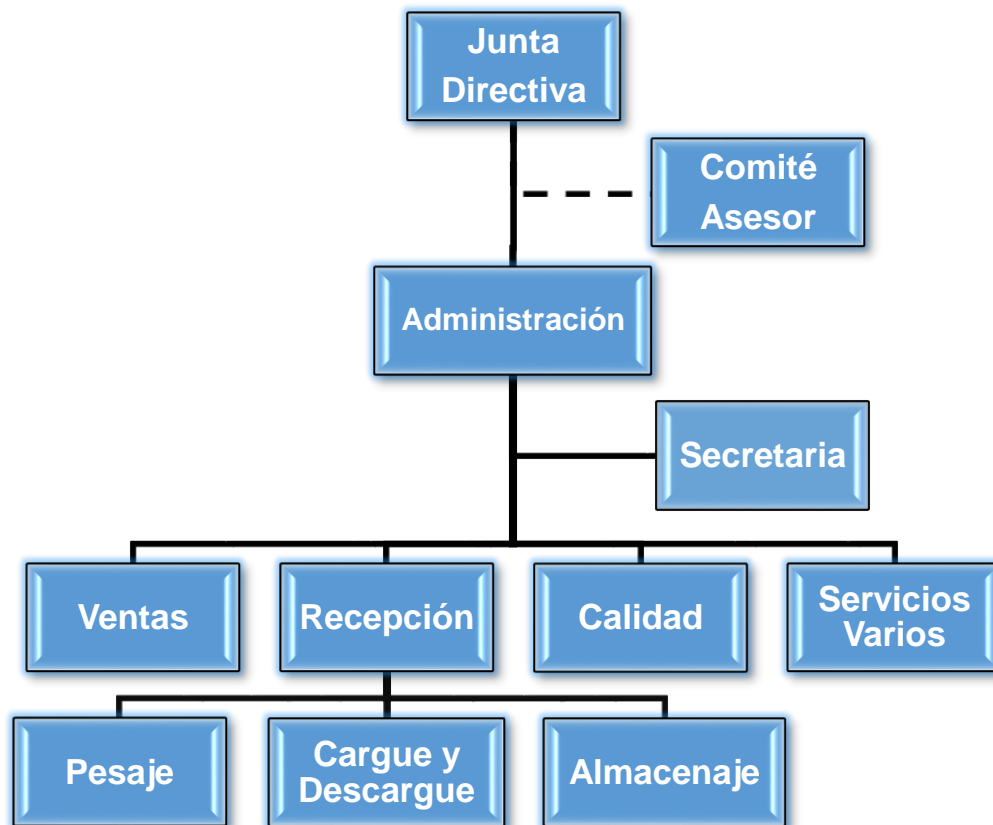 Junta
Directiva
Comité
Asesor
Administración
Secretaria
Ventas
Recepción
Calidad
Servicios
Varios
Pesaje
Cargue y
Descargue
Almacenaje